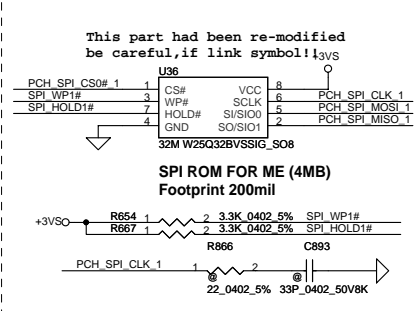 This part had been re-modified
be careful,if link symbol!!
+3VS
U36
PCH_SPI_CS0#_1 1 CS# VCC 8
SPI_WP1# 3 WP# SCLK 6 PCH_SPI_CLK_1
SPI_HOLD1# 7 HOLD# SI/SIO0 5 PCH_SPI_MOSI_1
4 GND SO/SIO1 2 PCH_SPI_MISO_1
32M W25Q32BVSSIG_SO8
SPI ROM FOR ME (4MB)
Footprint 200mil
+3VS R654 1 2 3.3K_0402_5% SPI_WP1#
R667 1 2 3.3K_0402_5% SPI_HOLD1#
R866 C893
PCH_SPI_CLK_1 1 2
@ @
22_0402_5% 33P_0402_50V8K